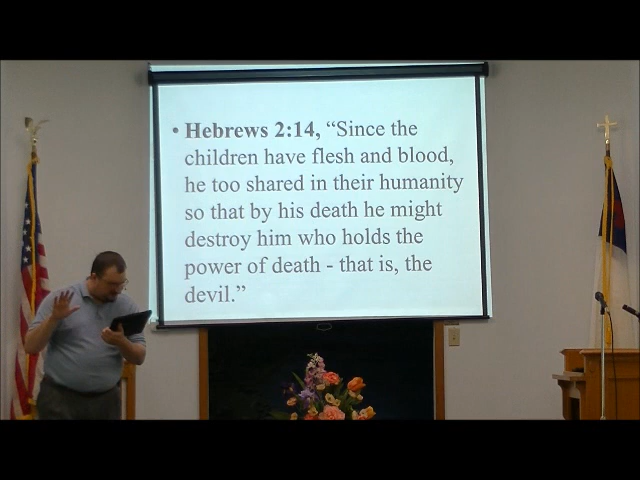 • Hebrews 2:14, “Since the
children have flesh and blood,
he too shared in their humanity
so that by his death he might
destroy him who holds the
power of death - that is, the
devil.”